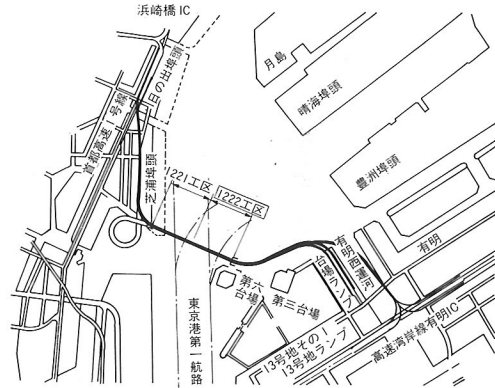 浜崎橋IC
日の出埠頭
月島
晴海埠頭
首都高速1号線
芝浦埠頭
豊洲埠頭
1221工区
1222工区
有明
有明西運河
台場ランプ
第六台場
第三台場
東京港第一航路
13号地その1
13号地ランプ
高速湾岸線有明IC